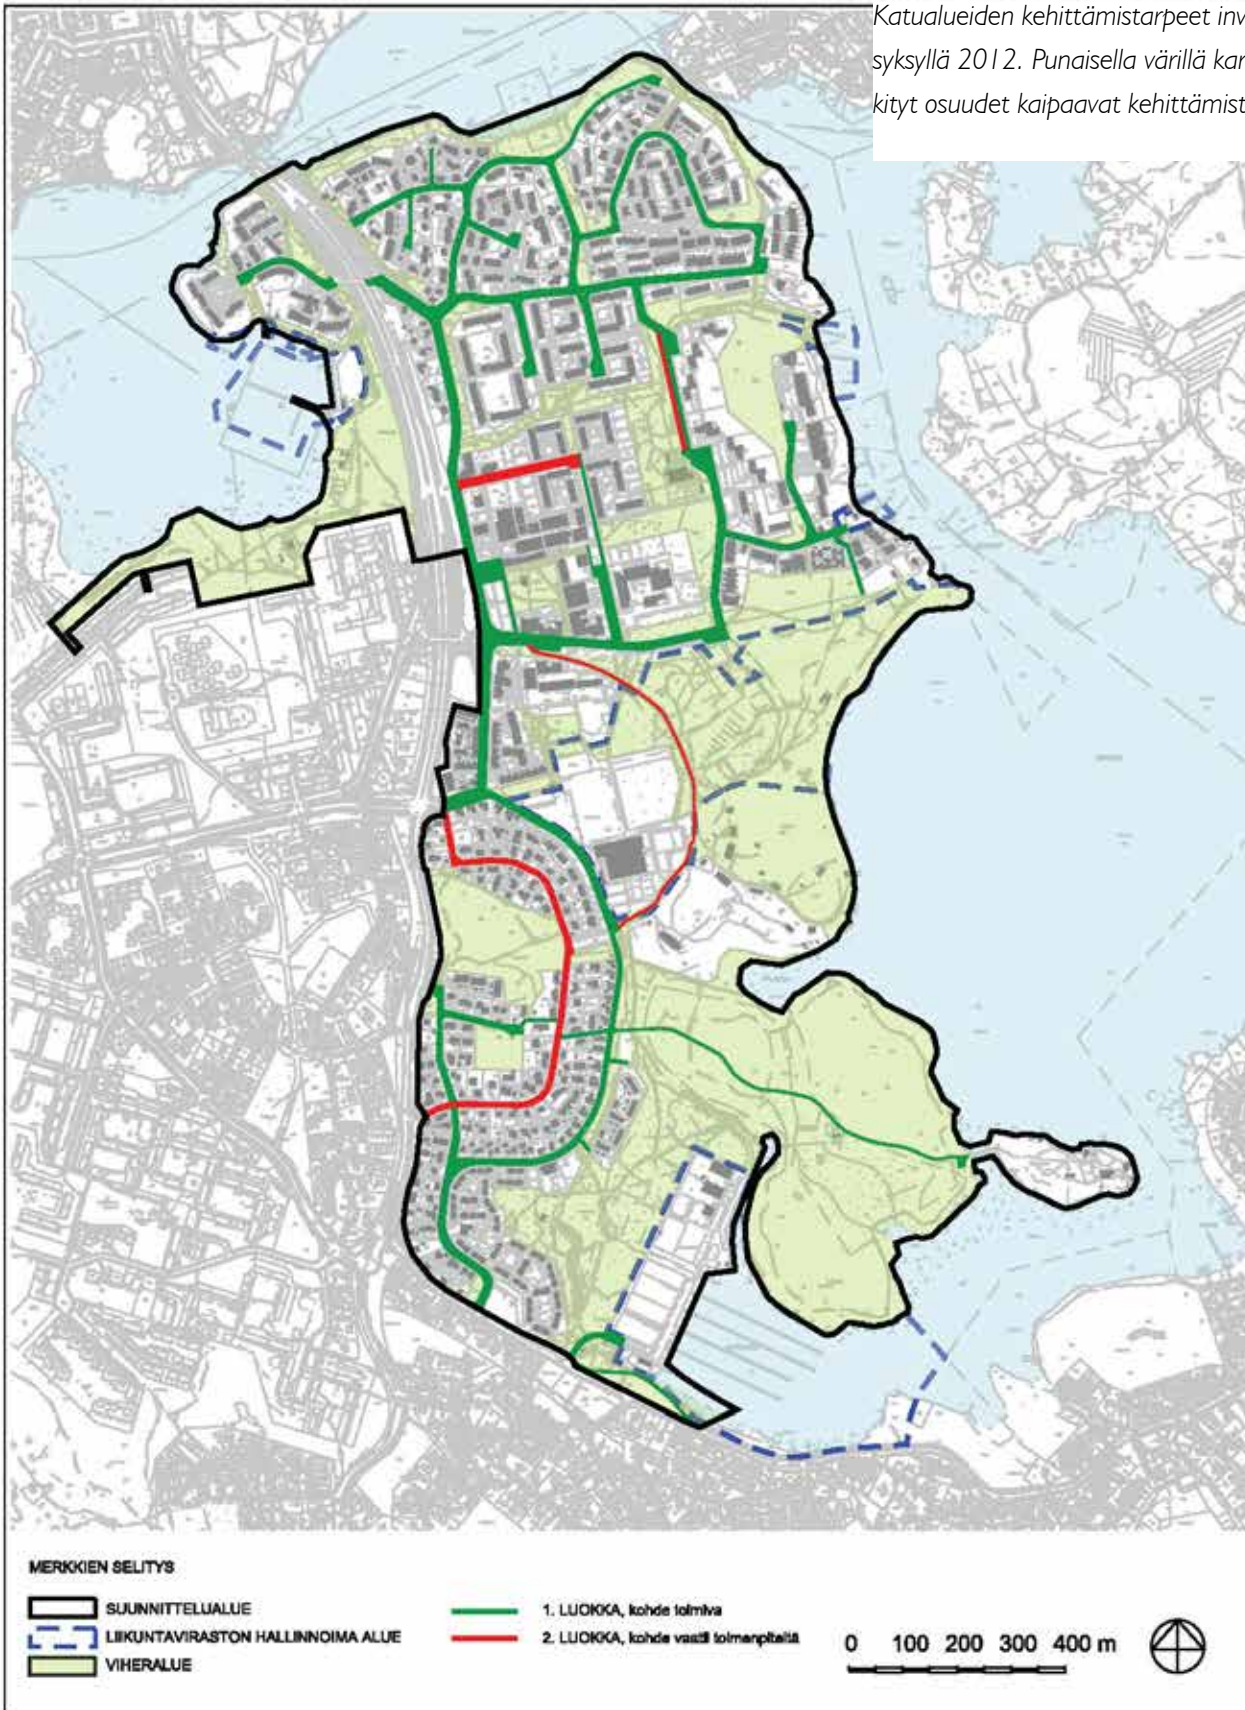 Katualueiden kehittämistarpeet inv
syksyllä 2012. Punaisella värillä kar
kityt osuudet kaipaavat kehittämist
MERKKIEN SELITYS
SUUNNITTELUALUE
LIIKUNTAVIRASTON HALLINNOIMA ALUE
VIHERALUE
1. LUOKKA, kohde toimiva
2. LUOKKA, kohde vaatii toimenpiteitä
0 100 200 300 400 m